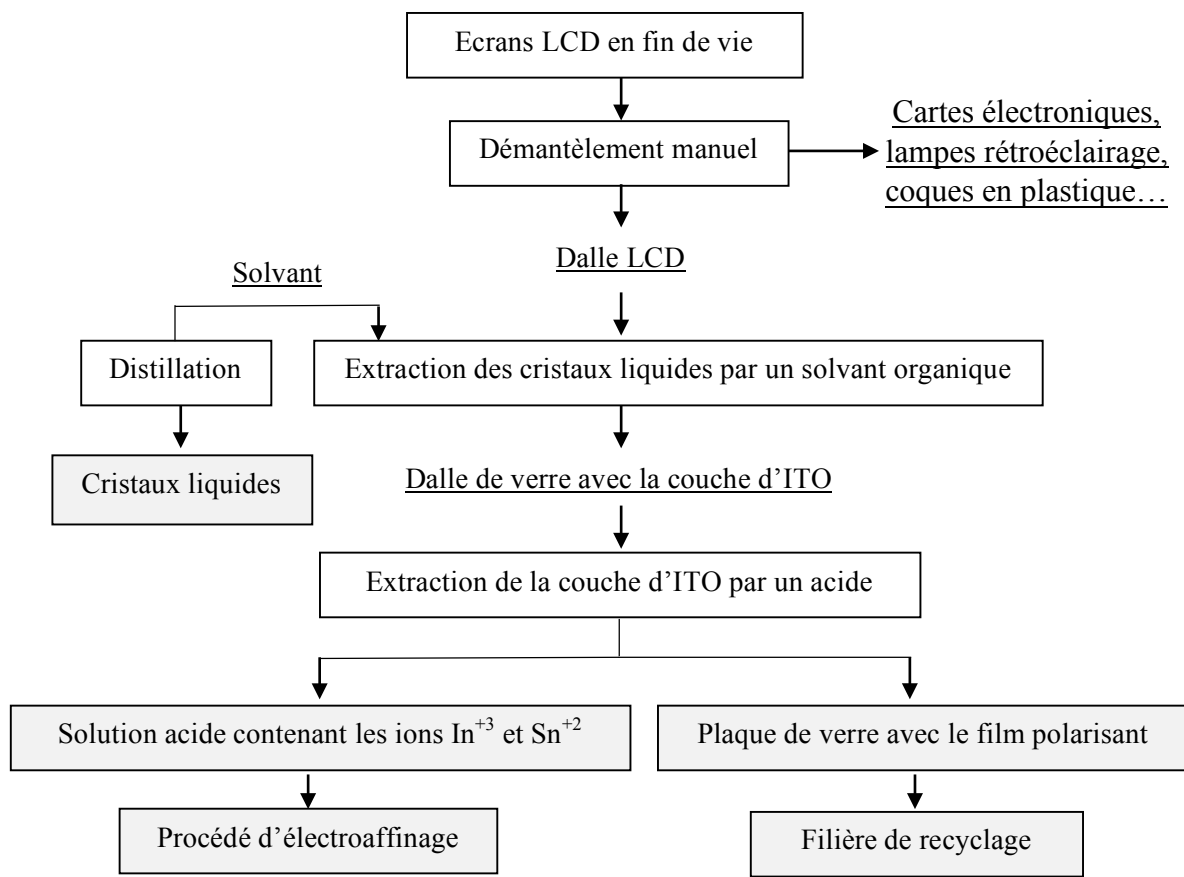 Ecrans LCD en fin de vie
Démantèlement manuel
Cartes électroniques,
lampes rétroéclairage,
coques en plastique…
Dalle LCD
Solvant
Distillation
Extraction des cristaux liquides par un solvant organique
Cristaux liquides
Dalle de verre avec la couche d’ITO
Extraction de la couche d’ITO par un acide
Solution acide contenant les ions In⁺³ et Sn⁺²
Plaque de verre avec le film polarisant
Procédé d’électroaffinage
Filière de recyclage